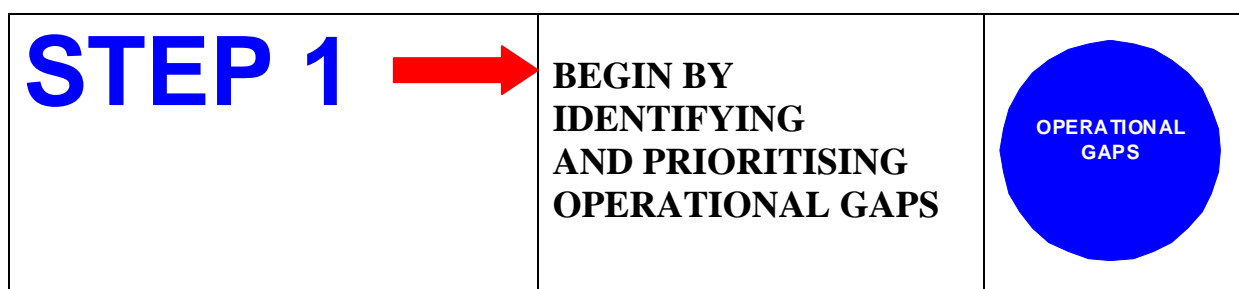 STEP 1
BEGIN BY
IDENTIFYING
AND PRIORITISING
OPERATIONAL GAPS
OPERATIONAL
GAPS